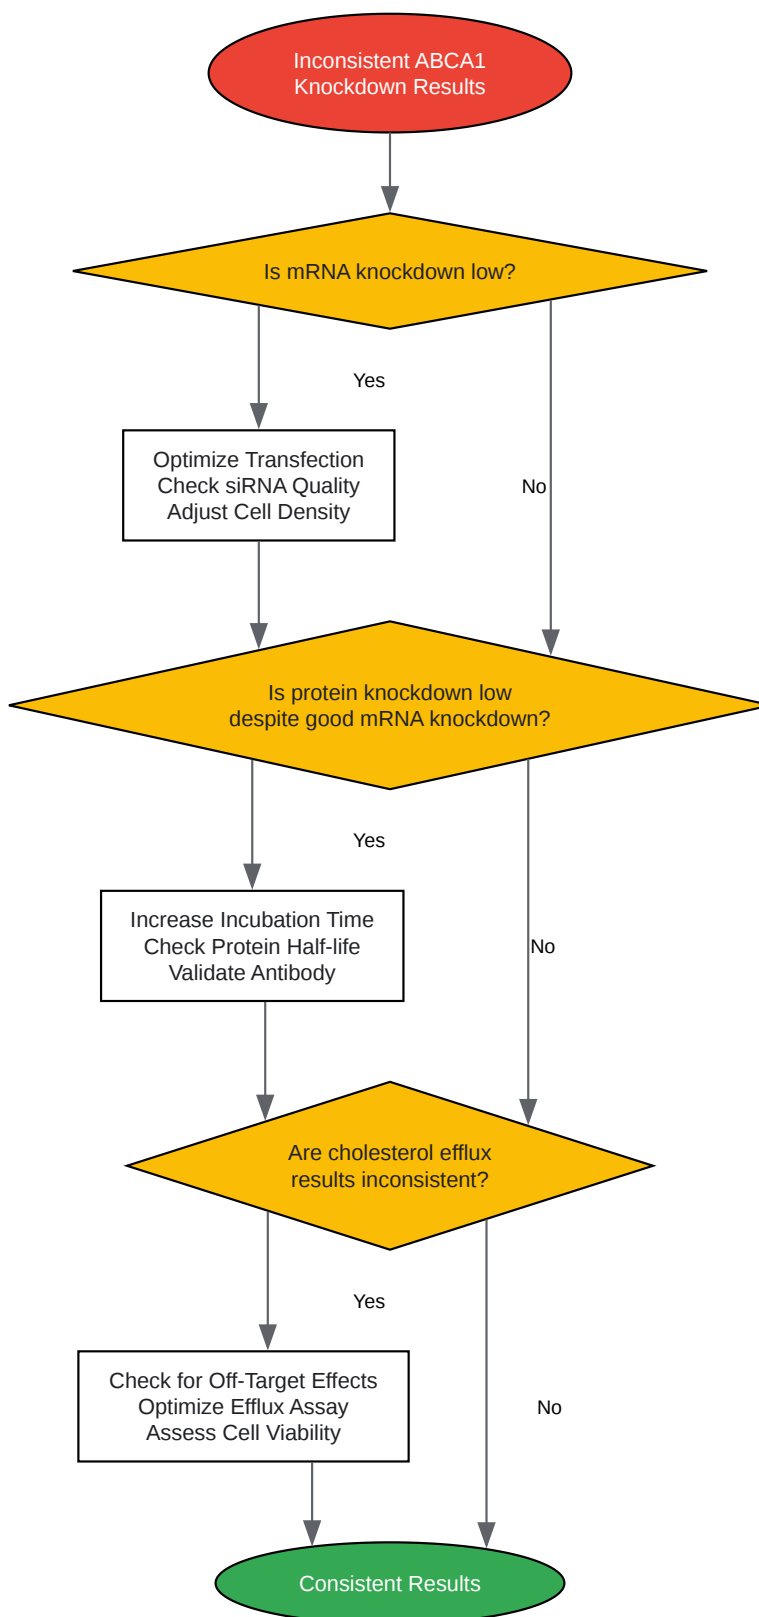 Inconsistent ABCA1
Knockdown Results
Is mRNA knockdown low?
Yes
Optimize Transfection
Check siRNA Quality
Adjust Cell Density
No
Is protein knockdown low
despite good mRNA knockdown?
Yes
Increase Incubation Time
Check Protein Half-life
Validate Antibody
No
Are cholesterol efflux
results inconsistent?
Yes
Check for Off-Target Effects
Optimize Efflux Assay
Assess Cell Viability
No
Consistent Results